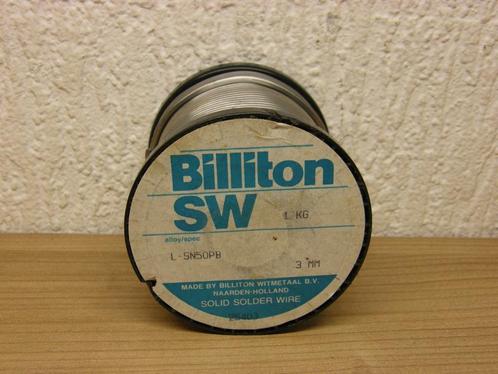 Billiton
SW 1 KG
alloy/spec
L-SN50PB 3 MM
MADE BY BILLITON WITMETAAL B.V.
NAARDEN-HOLLAND
SOLID SOLDER WIRE